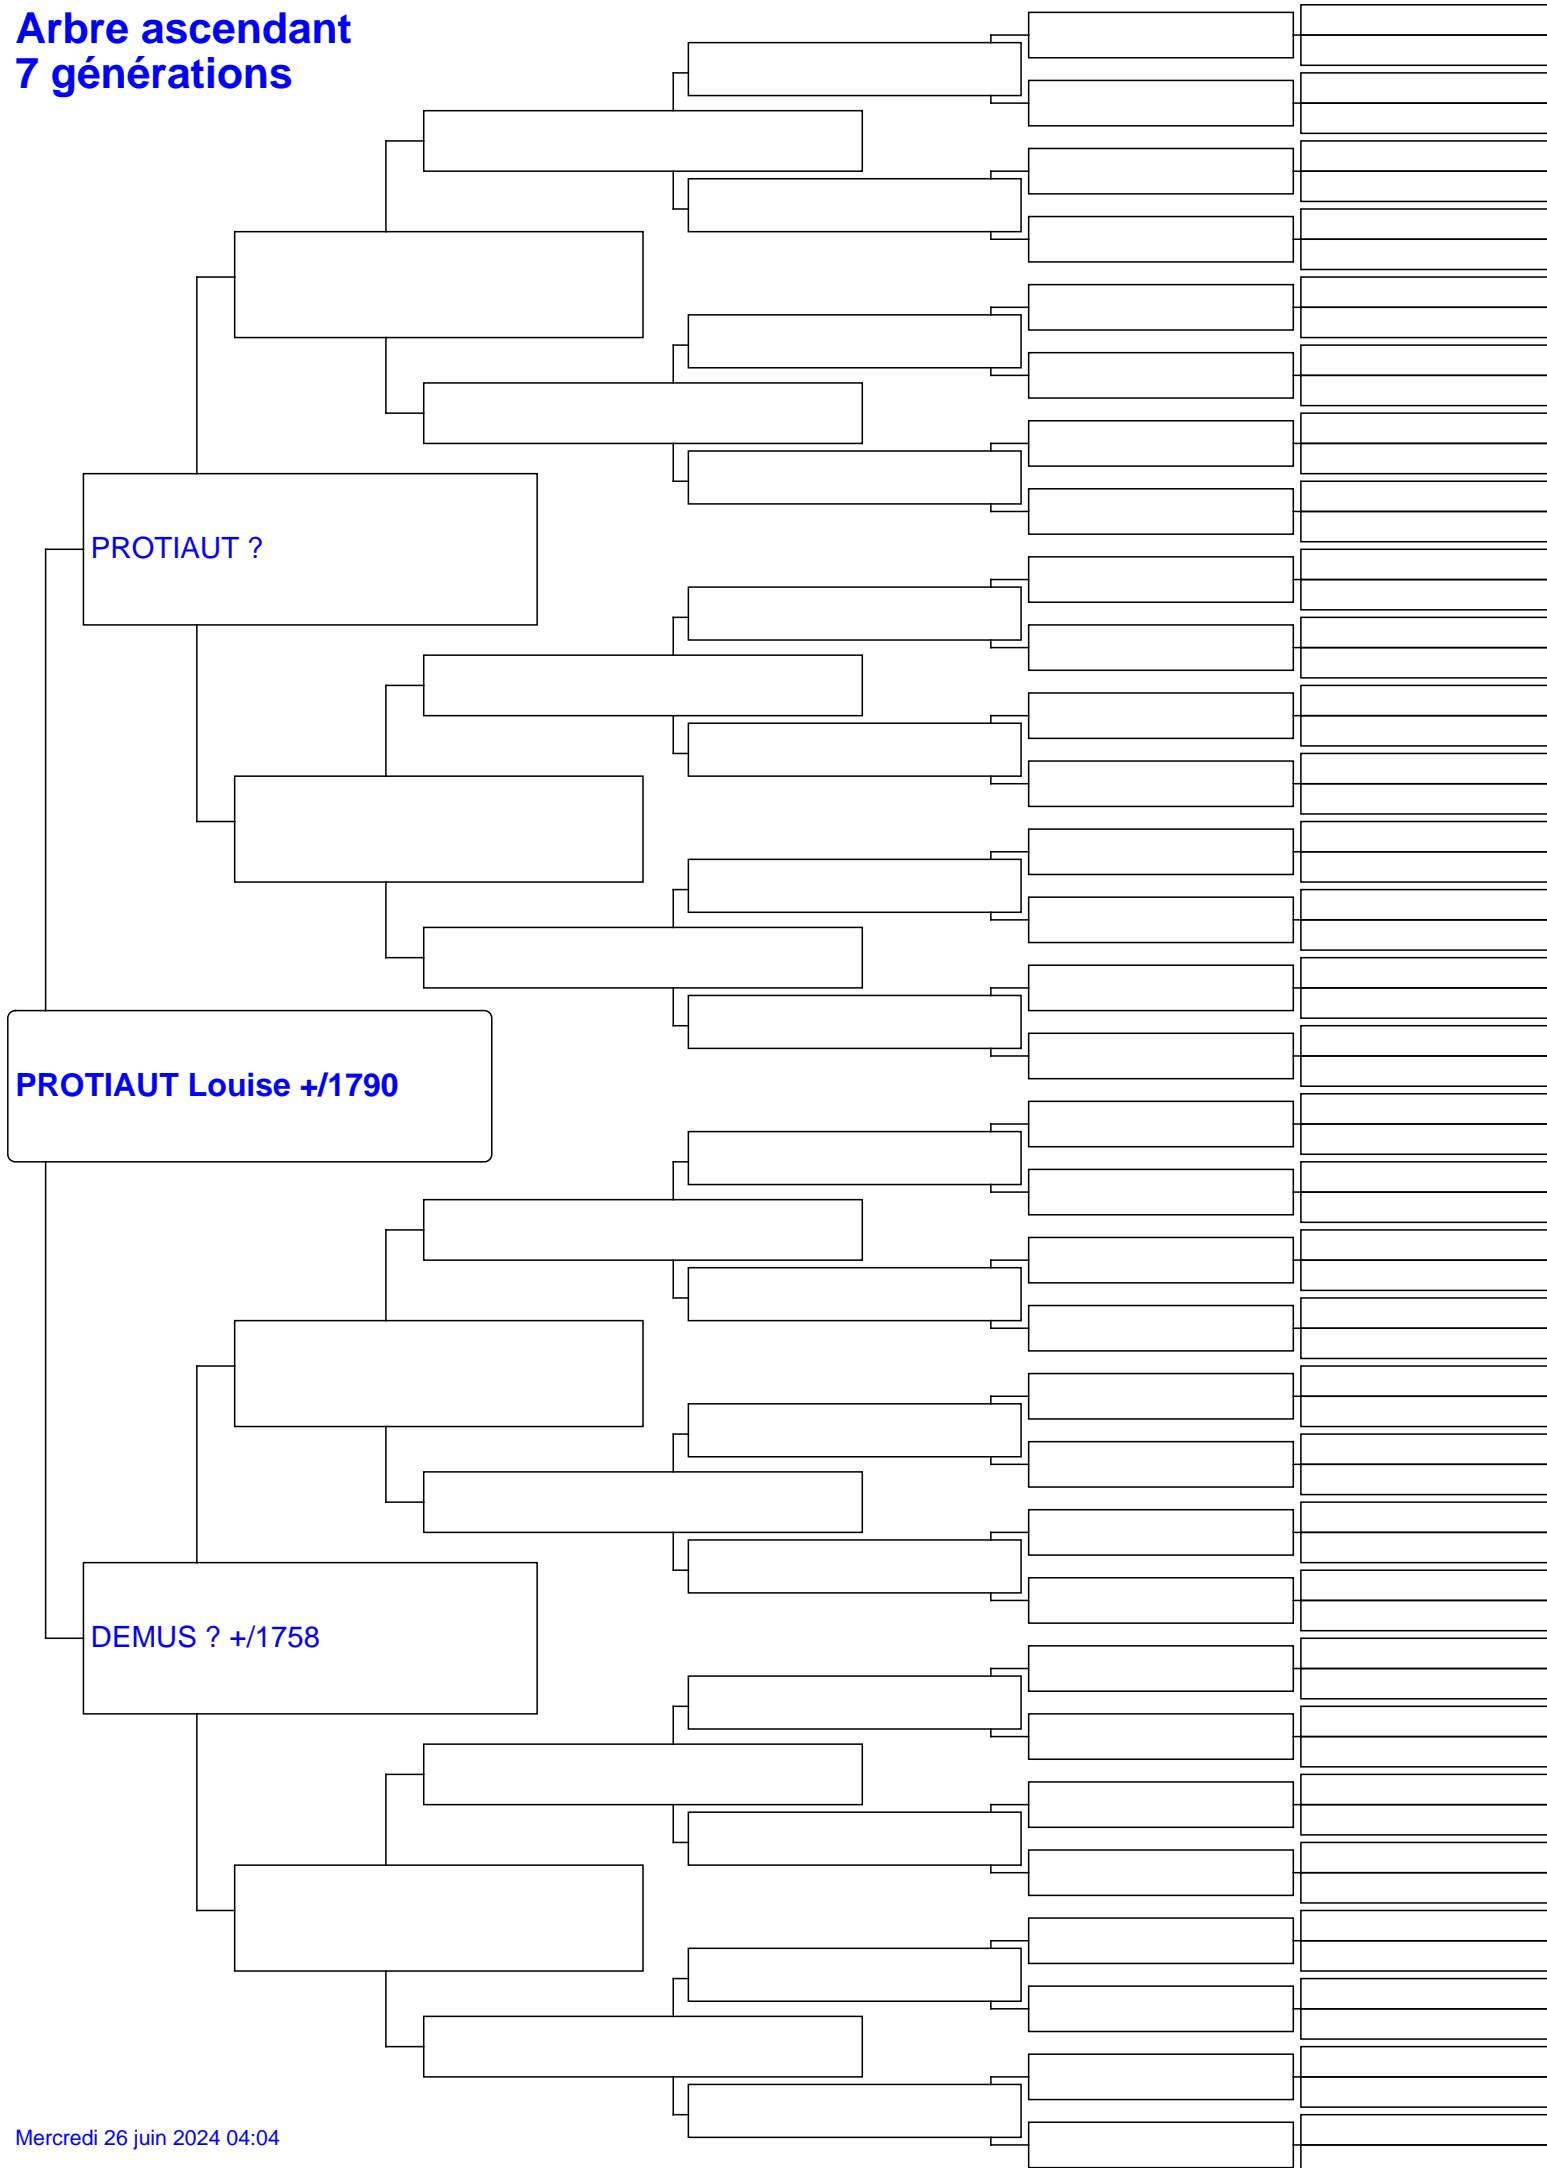 Arbre ascendant
7 générations
PROTIAUT ?
PROTIAUT Louise +/1790
DEMUS ? +/1758
Mercredi 26 juin 2024 04:04